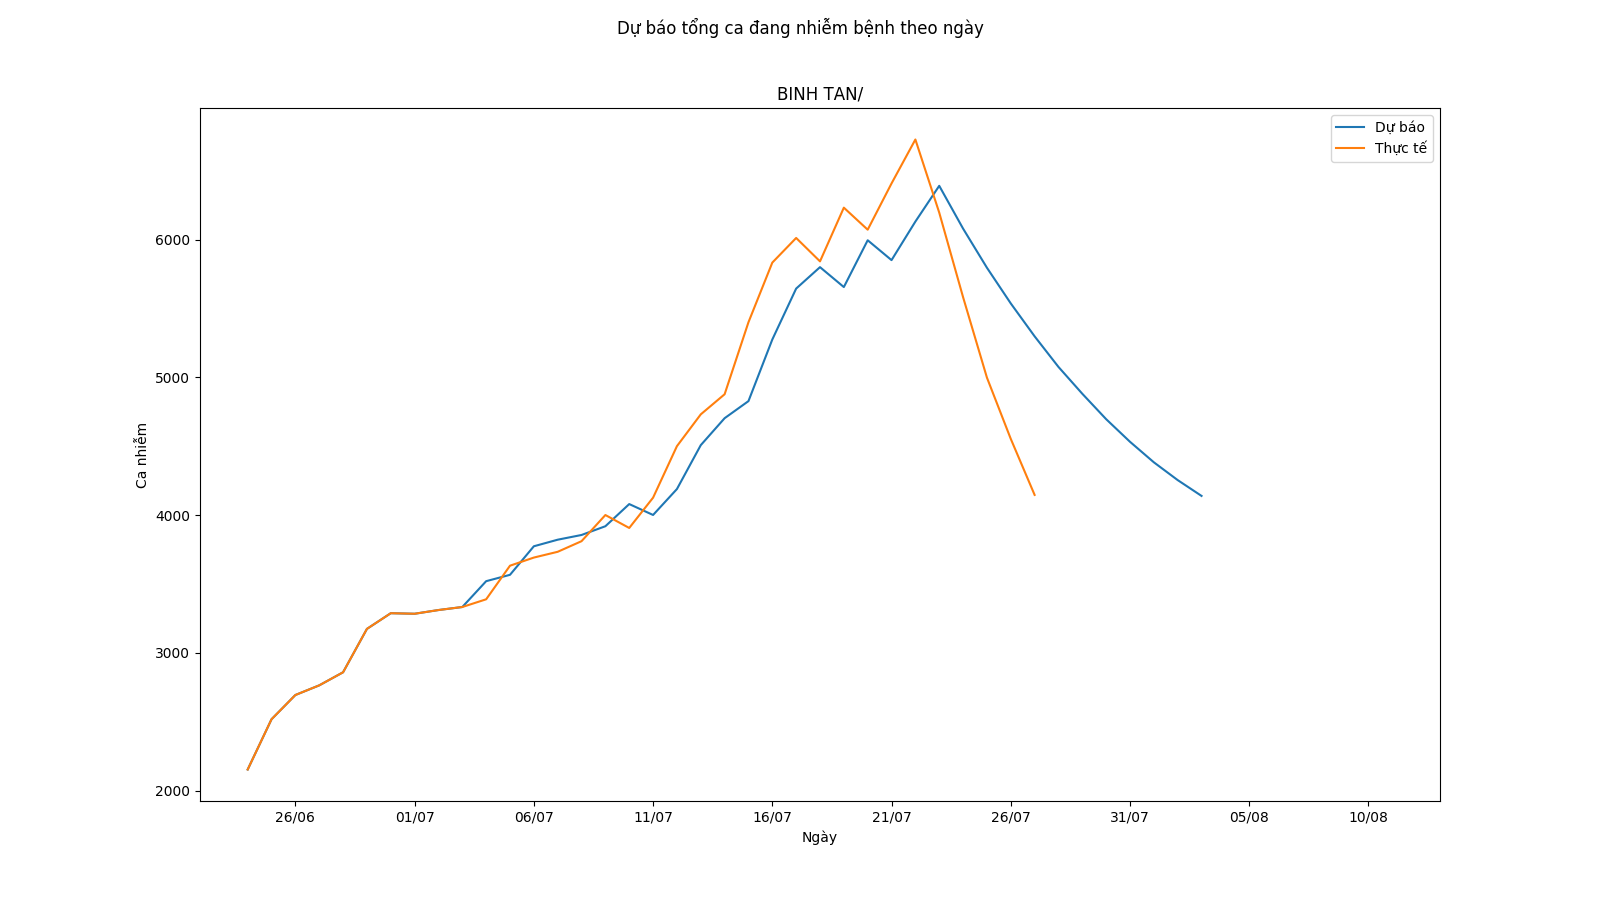 Dự báo tổng ca đang nhiễm bệnh theo ngày
BINH TAN/
Dự báo
Thực tế
6000
5000
4000
3000
2000
Ca nhiễm
26/06
01/07
06/07
11/07
16/07
21/07
26/07
31/07
05/08
10/08
Ngày